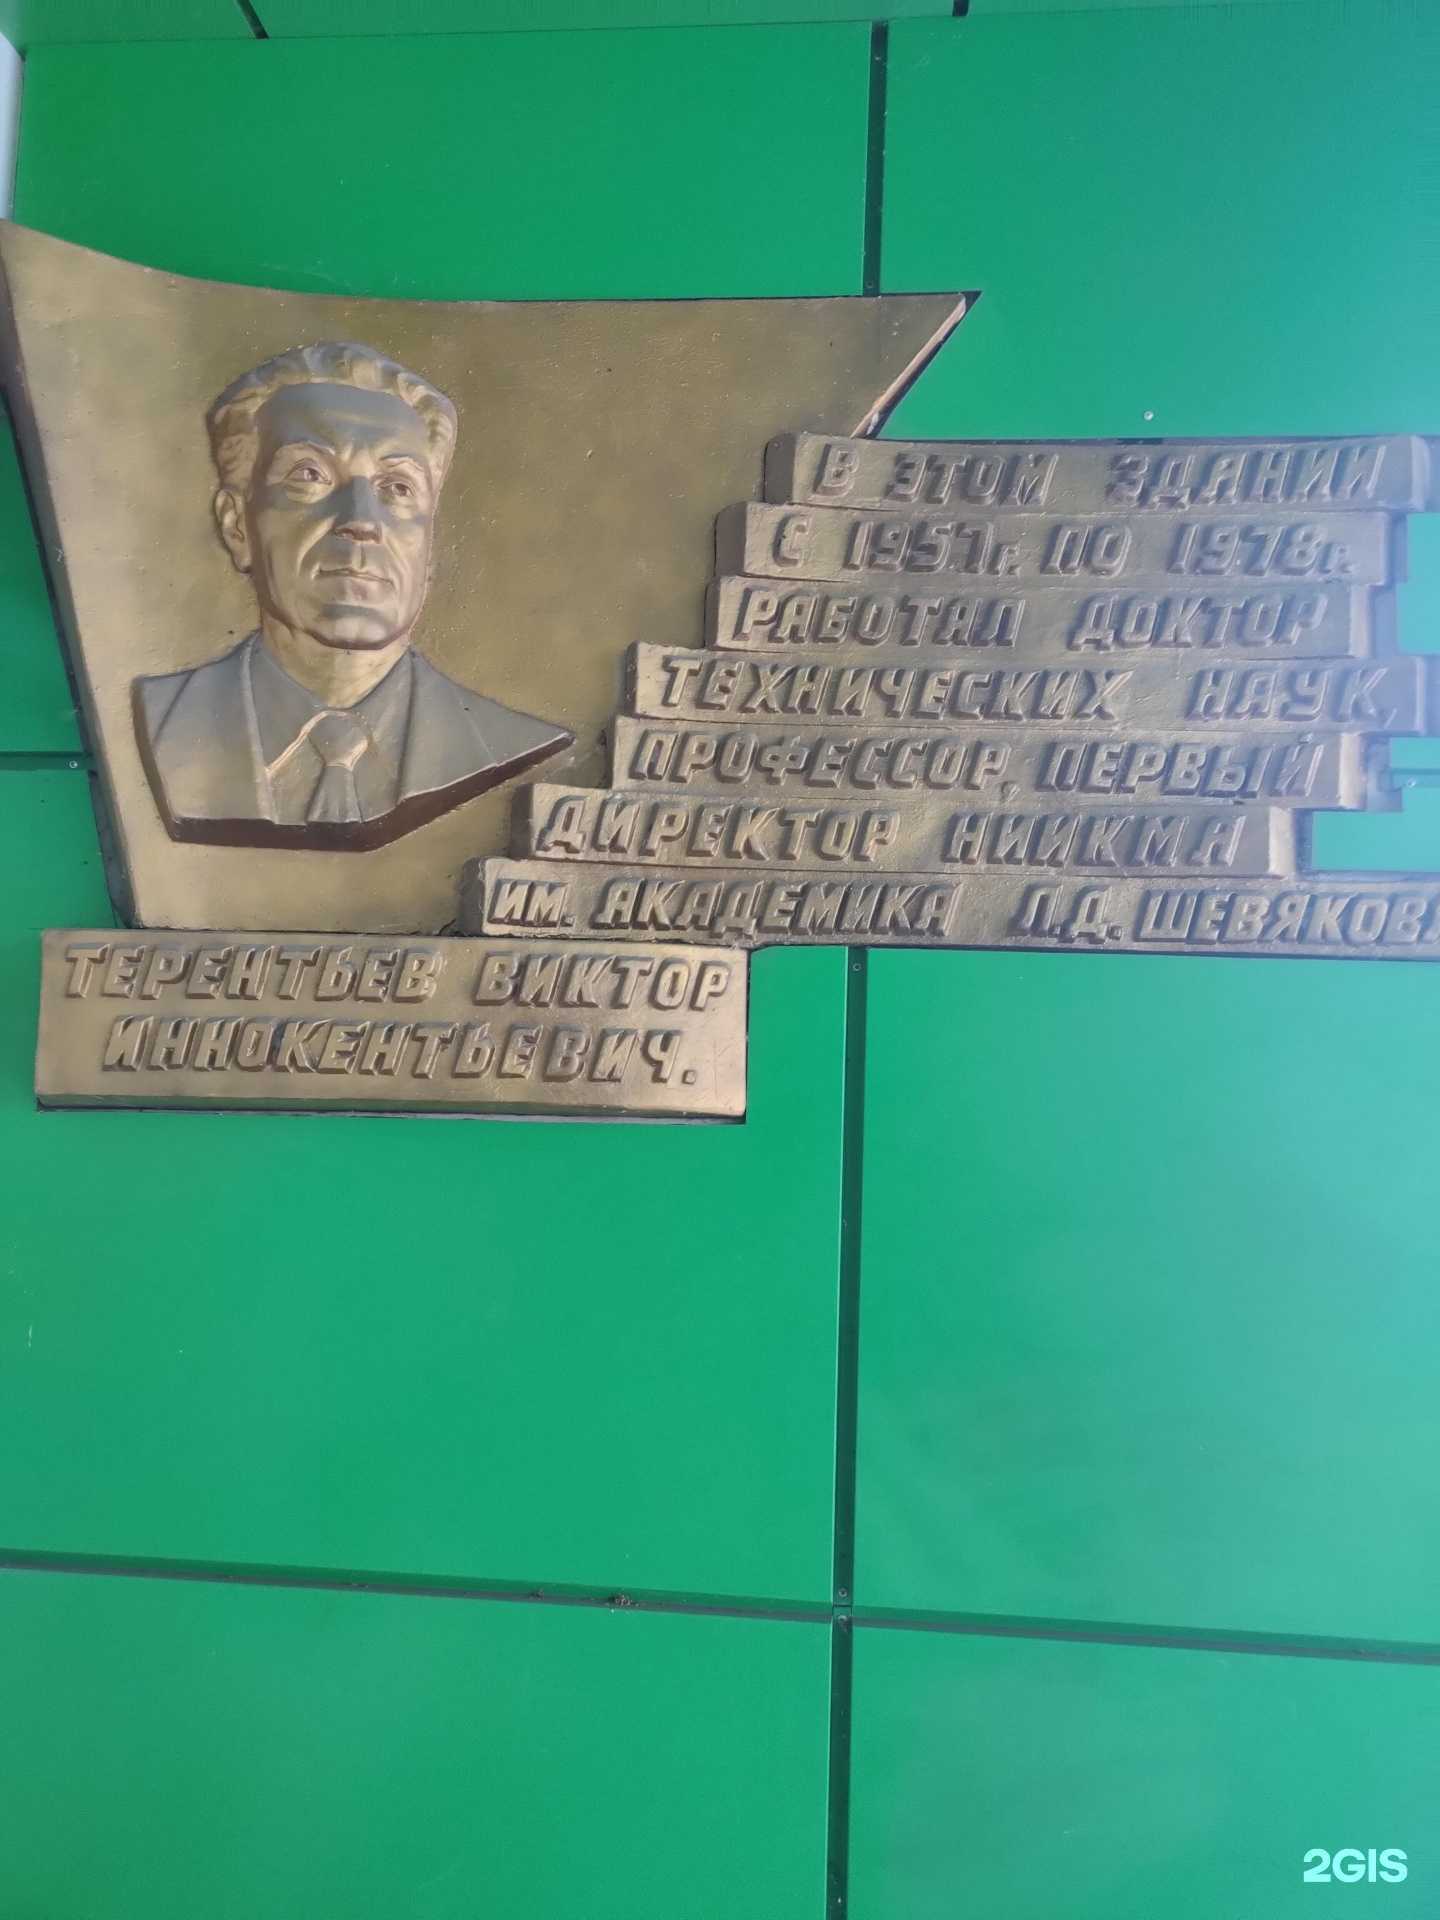 В ЭТОМ ЗДАНИИ
С 1957г. ПО 1978г.
РАБОТАЛ ДОКТОР
ТЕХНИЧЕСКИХ НАУК,
ПРОФЕССОР, ПЕРВЫЙ
ДИРЕКТОР НИИКМА
ИМ. АКАДЕМИКА Л.Д. ШЕВЯКОВА
ТЕРЕНТЬЕВ ВИКТОР
ИННОКЕНТЬЕВИЧ.
2GIS